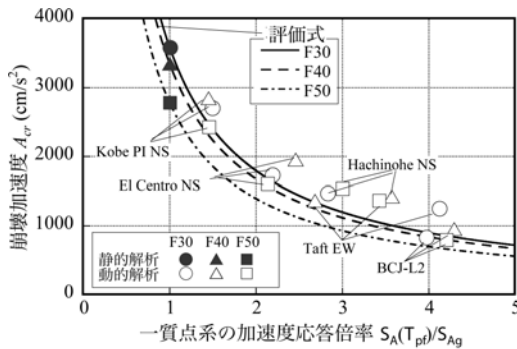 崩壊加速度 Acr (cm/s²)
4000
3000
2000
1000
0
評価式
F30
F40
F50
Kobe PI NS
El Centro NS
Hachinohe NS
Taft EW
BCJ-L2
F30 F40 F50
静的解析
動的解析
0 1 2 3 4 5
一質点系の加速度応答倍率 SA(Tpf)/SAg